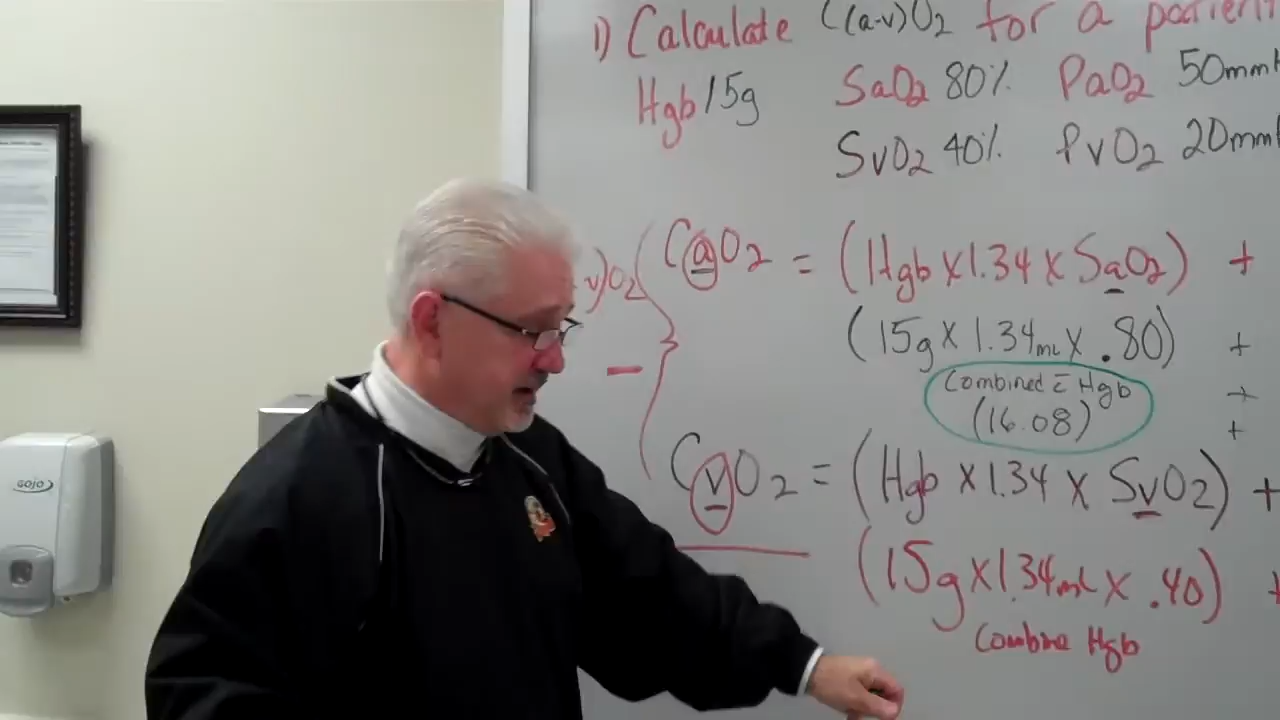 1) Calculate C(a-v)O2 for a patient
Hgb 15g SaO2 80% PaO2 50mmH
SvO2 40% PvO2 20mmH
v)O2 CaO2 = (Hgb x 1.34 x SaO2) +
(15g x 1.34ml x .80) +
- Combined c̄ Hgb +
(16.08) +
CvO2 = (Hgb x 1.34 x SvO2) +
(15g x 1.34ml x .40) +
Combine Hgb
GOJO